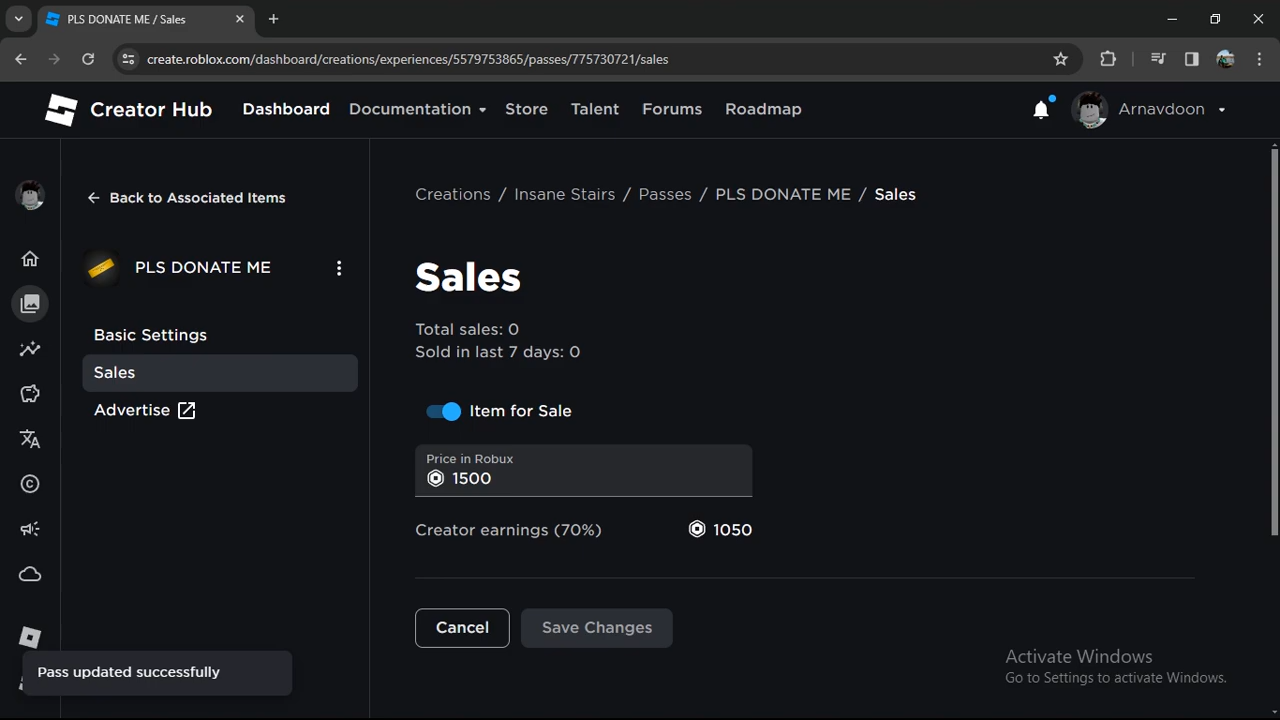 PLS DONATE ME / Sales
create.roblox.com/dashboard/creations/experiences/5579753865/passes/775730721/sales
Creator Hub Dashboard Documentation Store Talent Forums Roadmap Arnavdoon
Back to Associated Items
PLS DONATE ME
Basic Settings
Sales
Advertise
Creations / Insane Stairs / Passes / PLS DONATE ME / Sales
Sales
Total sales: 0
Sold in last 7 days: 0
Item for Sale
Price in Robux
1500
Creator earnings (70%) 1050
Cancel Save Changes
Pass updated successfully
Activate Windows
Go to Settings to activate Windows.